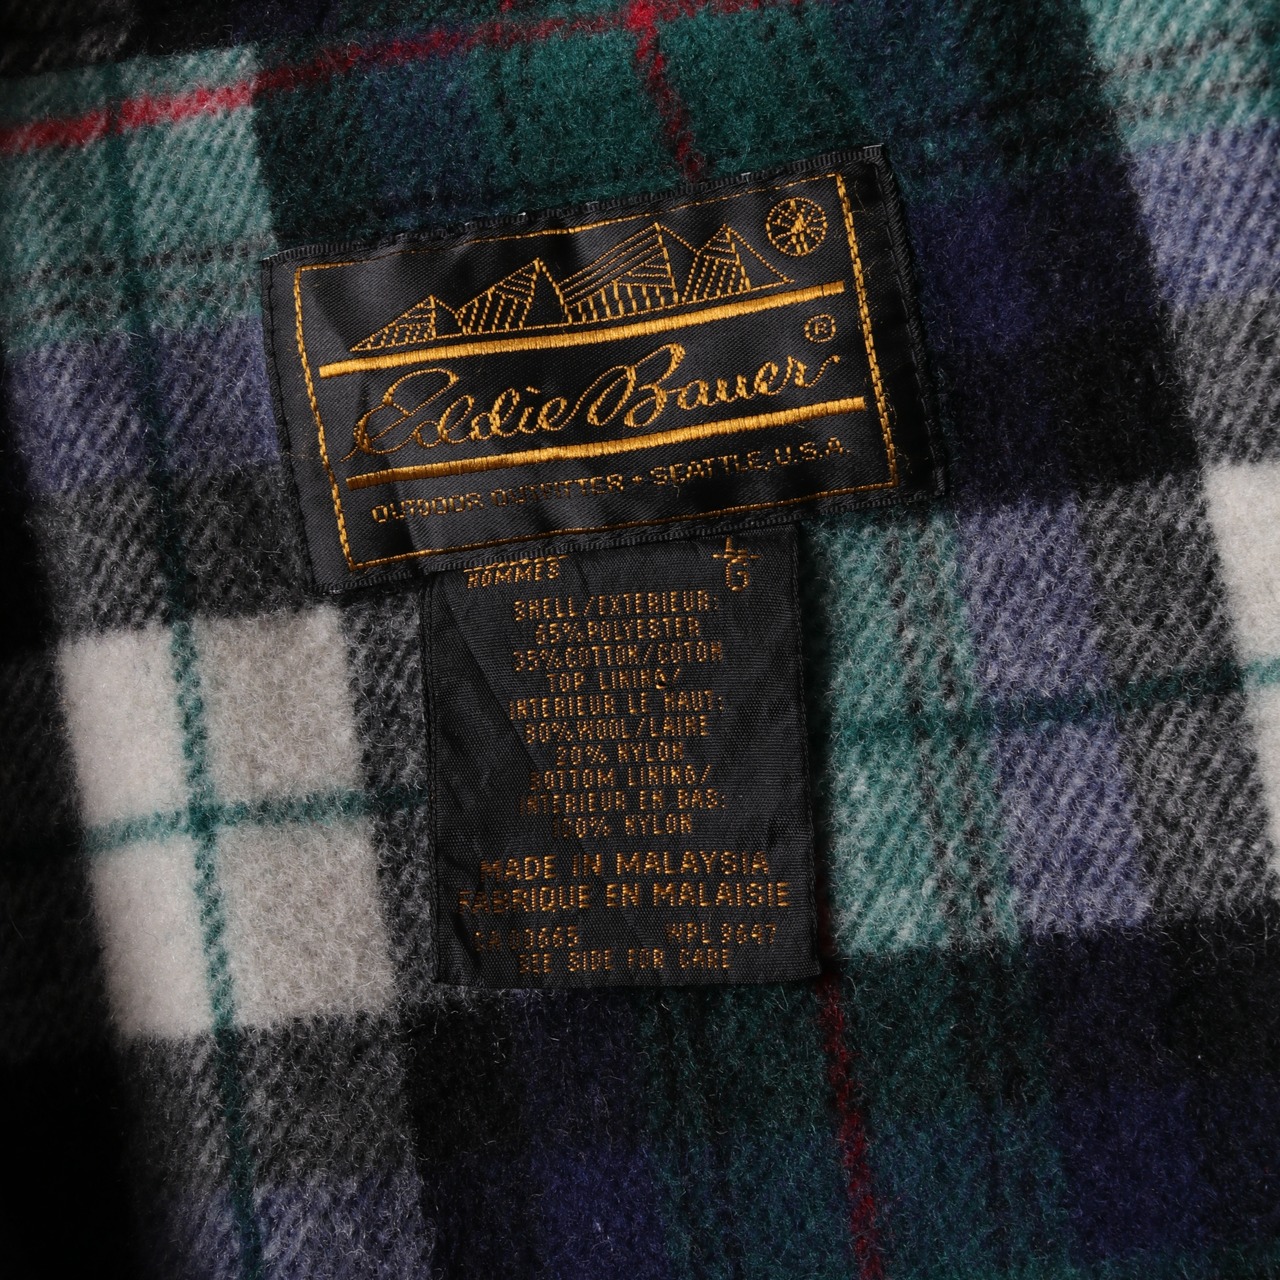 Eddie Bauer®
OUTDOOR OUTFITTER • SEATTLE, U.S.A.
HOMMES L/G
SHELL/EXTERIEUR:
65% POLYESTER
35% COTTON/COTON
TOP LINING/
INTERIEUR LE HAUT:
80% WOOL/LAINE
20% NYLON
BOTTOM LINING/
INTERIEUR EN BAS:
100% NYLON
MADE IN MALAYSIA
FABRIQUE EN MALAISIE
WPL 9647
SEE SIDE FOR CARE